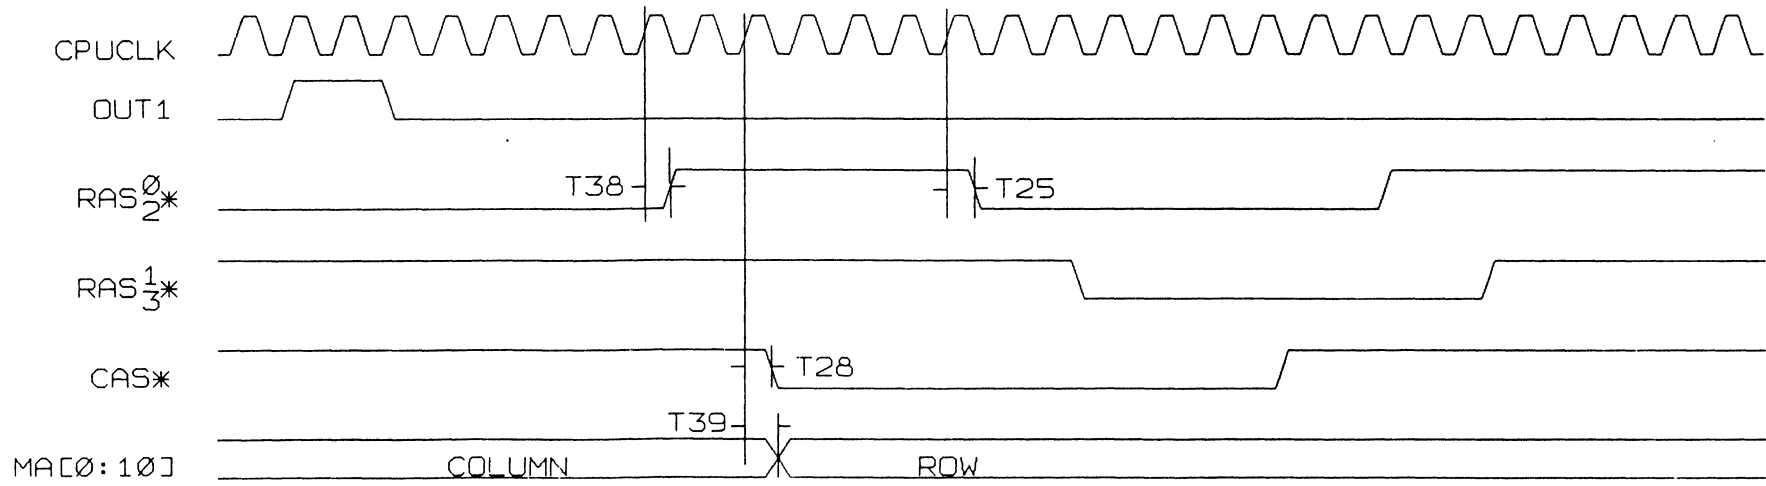 CPUCLK
OUT1
RAS0/2* T38 T25
RAS1/3*
CAS* T28
T39
MA[0:10] COLUMN ROW